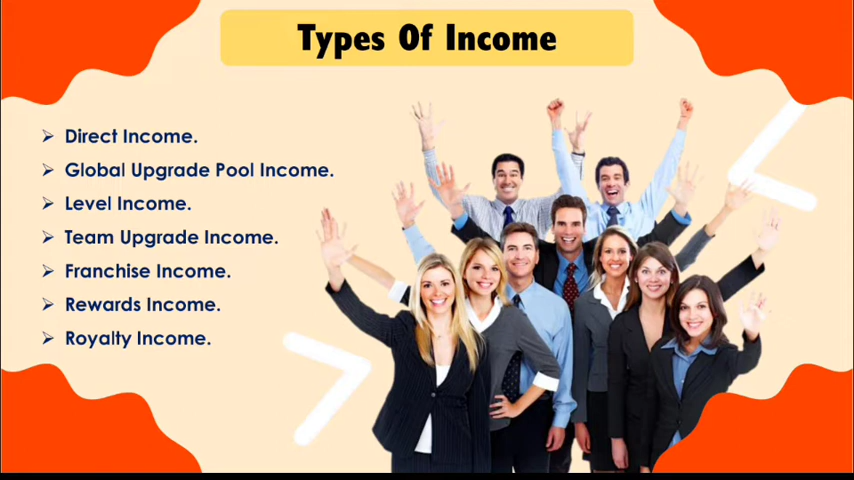 Types Of Income
Direct Income.
Global Upgrade Pool Income.
Level Income.
Team Upgrade Income.
Franchise Income.
Rewards Income.
Royalty Income.